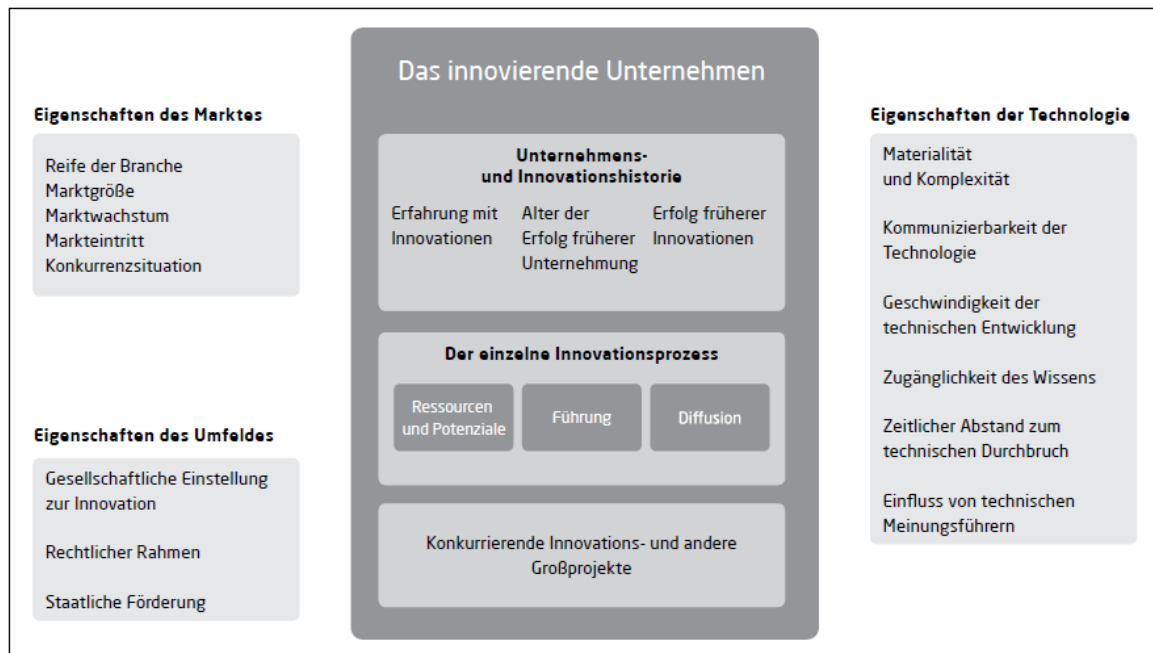 Das innovierende Unternehmen
Eigenschaften des Marktes
Reife der Branche
Marktgröße
Marktwachstum
Markteintritt
Konkurrenzsituation
Eigenschaften des Umfeldes
Gesellschaftliche Einstellung
zur Innovation
Rechtlicher Rahmen
Staatliche Förderung
Unternehmens-
und Innovationshistorie
Erfahrung mit
Innovationen
Alter der
Erfolg früherer
Unternehmung
Erfolg früherer
Innovationen
Der einzelne Innovationsprozess
Ressourcen
und Potenziale
Führung
Diffusion
Konkurrierende Innovations- und andere
Großprojekte
Eigenschaften der Technologie
Materialität
und Komplexität
Kommunizierbarkeit der
Technologie
Geschwindigkeit der
technischen Entwicklung
Zugänglichkeit des Wissens
Zeitlicher Abstand zum
technischen Durchbruch
Einfluss von technischen
Meinungsführern